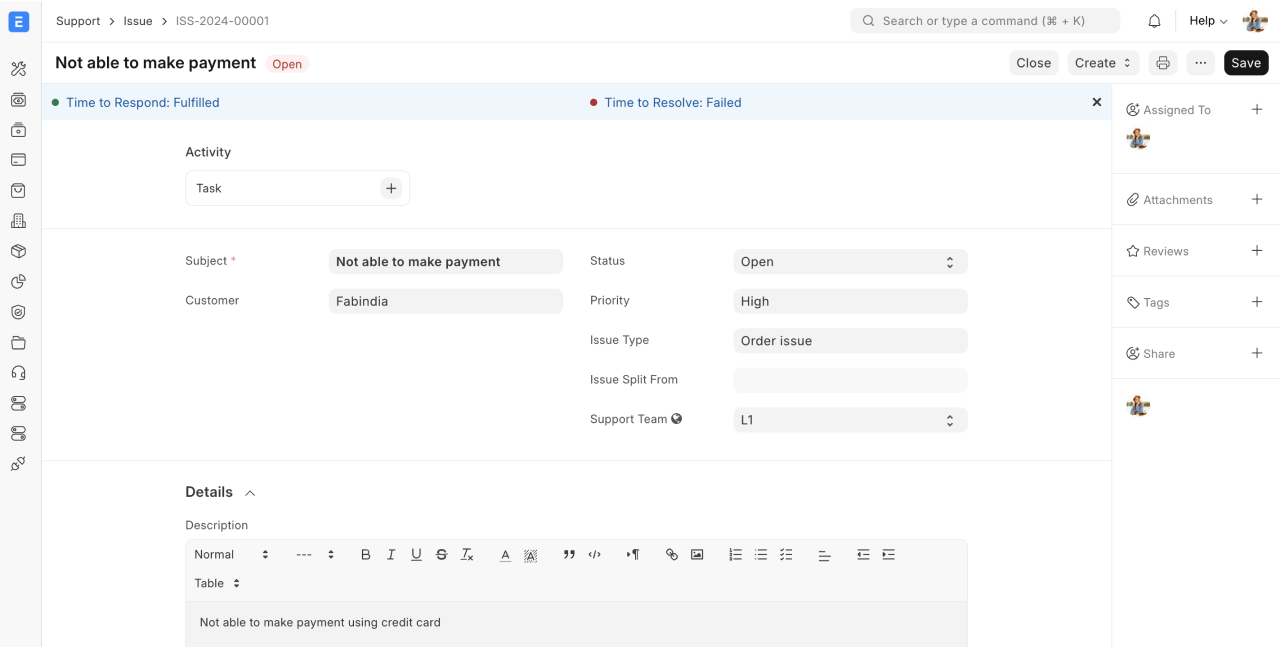 E Support > Issue > ISS-2024-00001 Search or type a command (⌘ + K) Help
Not able to make payment Open Close Create ... Save
Time to Respond: Fulfilled Time to Resolve: Failed
Assigned To
Activity
Task
Attachments
Reviews
Subject * Not able to make payment Status Open
Customer Fabindia Priority High
Tags
Issue Type Order issue
Share
Issue Split From
Support Team L1
Details
Description
Normal --- B I U S Tx A A
Table
Not able to make payment using credit card